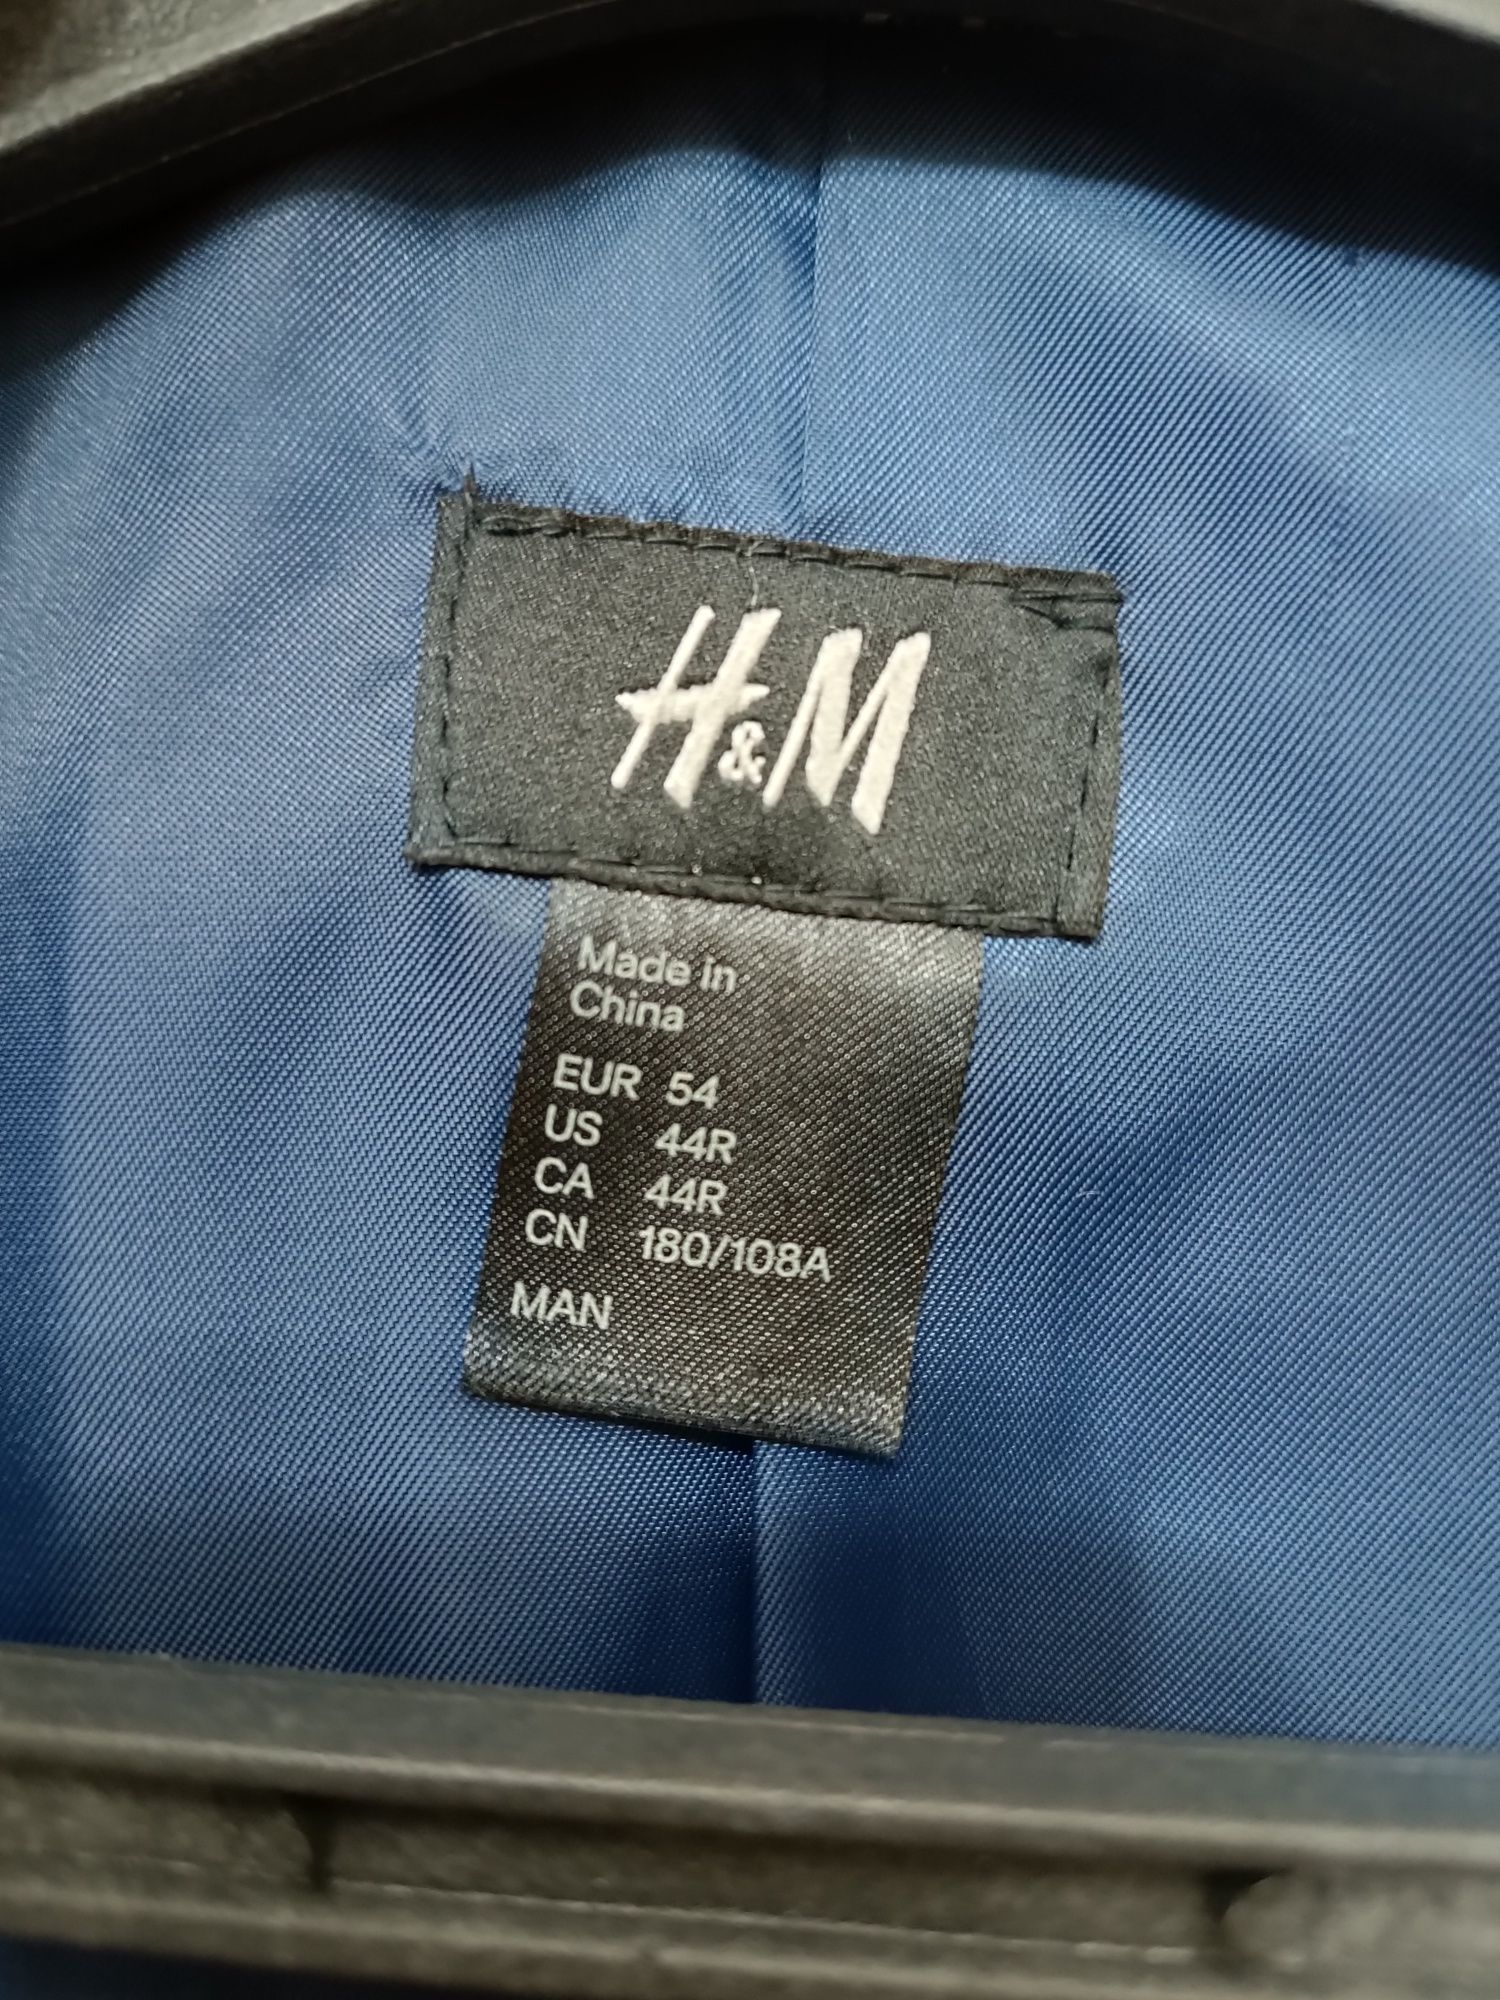 H&M
Made in
China
EUR 54
US 44R
CA 44R
CN 180/108A
MAN